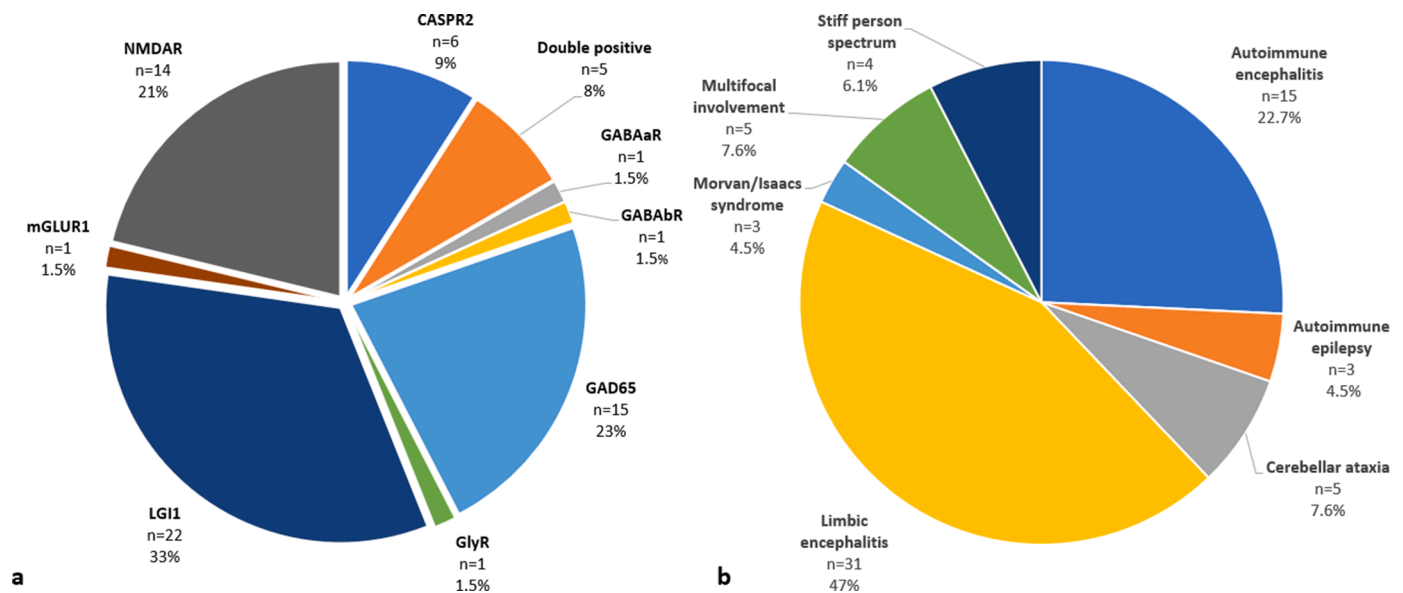 CASPR2
n=6
9%
Double positive
n=5
8%
GABAaR
n=1
1.5%
GABAbR
n=1
1.5%
GAD65
n=15
23%
GlyR
n=1
1.5%
LGI1
n=22
33%
mGLUR1
n=1
1.5%
NMDAR
n=14
21%
a
Autoimmune
encephalitis
n=15
22.7%
Autoimmune
epilepsy
n=3
4.5%
Cerebellar ataxia
n=5
7.6%
Limbic
encephalitis
n=31
47%
Morvan/Isaacs
syndrome
n=3
4.5%
Multifocal
involvement
n=5
7.6%
Stiff person
spectrum
n=4
6.1%
b